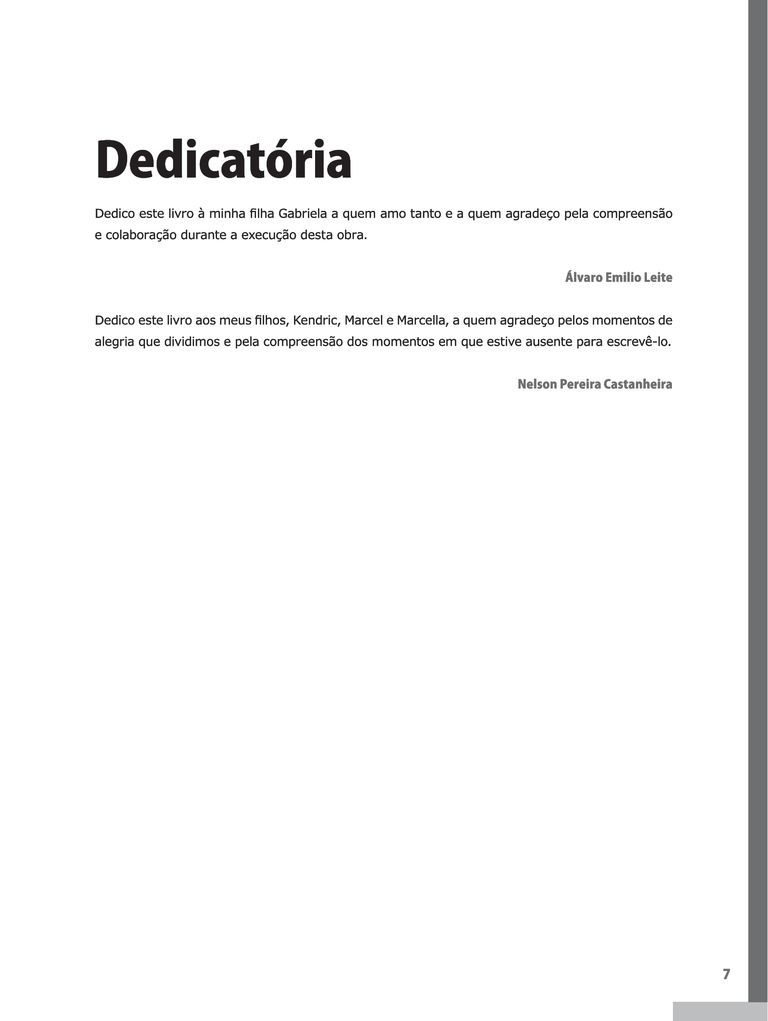 Dedicatória
Dedico este livro à minha filha Gabriela a quem amo tanto e a quem agradeço pela compreensão
e colaboração durante a execução desta obra.
Álvaro Emilio Leite
Dedico este livro aos meus filhos, Kendric, Marcel e Marcella, a quem agradeço pelos momentos de
alegria que dividimos e pela compreensão dos momentos em que estive ausente para escrevê-lo.
Nelson Pereira Castanheira
7